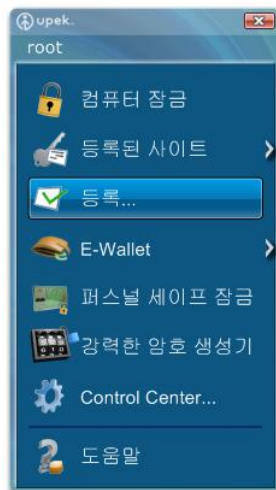 upek.
root
컴퓨터 잠금
등록된 사이트
등록...
E-Wallet
퍼스널 세이프 잠금
강력한 암호 생성기
Control Center...
도움말